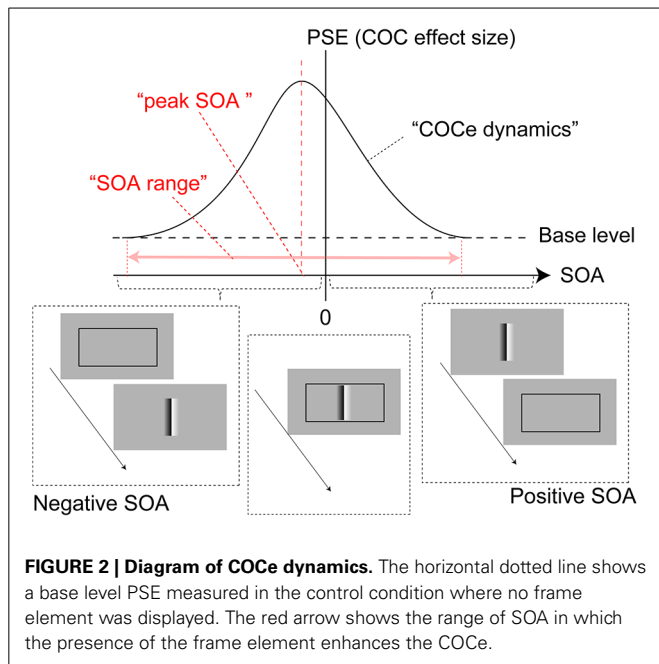 PSE (COC effect size)
“peak SOA ”
“COCe dynamics”
“SOA range”
Base level
SOA
0
Negative SOA
Positive SOA
FIGURE 2 | Diagram of COCe dynamics. The horizontal dotted line shows
a base level PSE measured in the control condition where no frame
element was displayed. The red arrow shows the range of SOA in which
the presence of the frame element enhances the COCe.